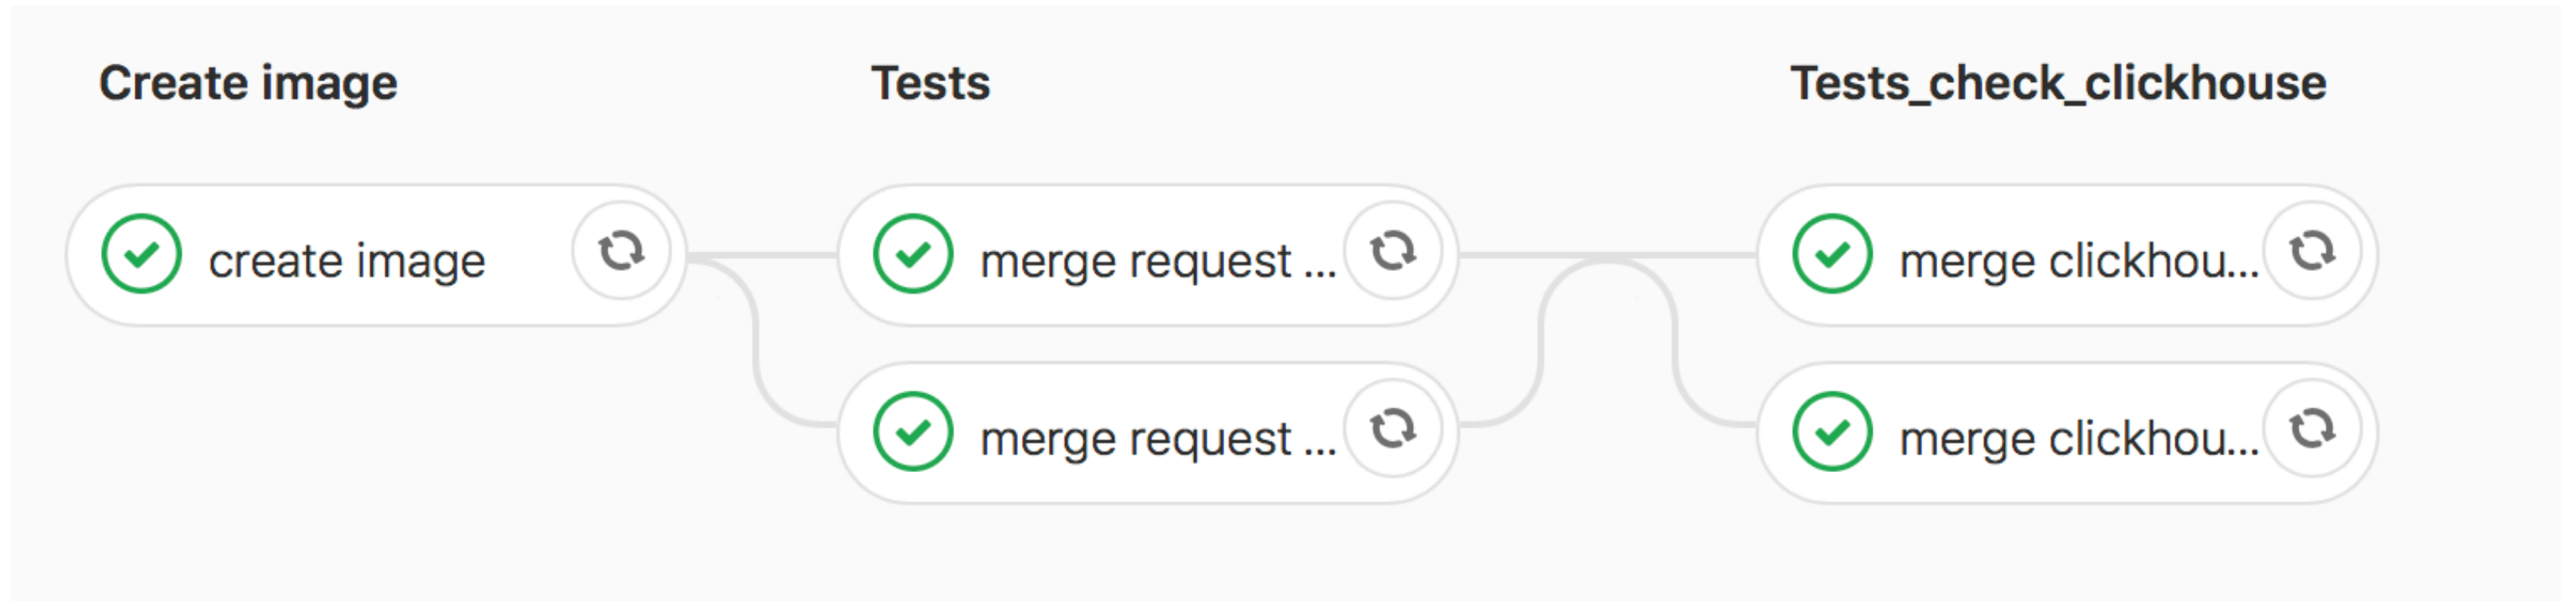 Create image
Tests
Tests_check_clickhouse
create image
merge request ...
merge clickhou...
merge request ...
merge clickhou...